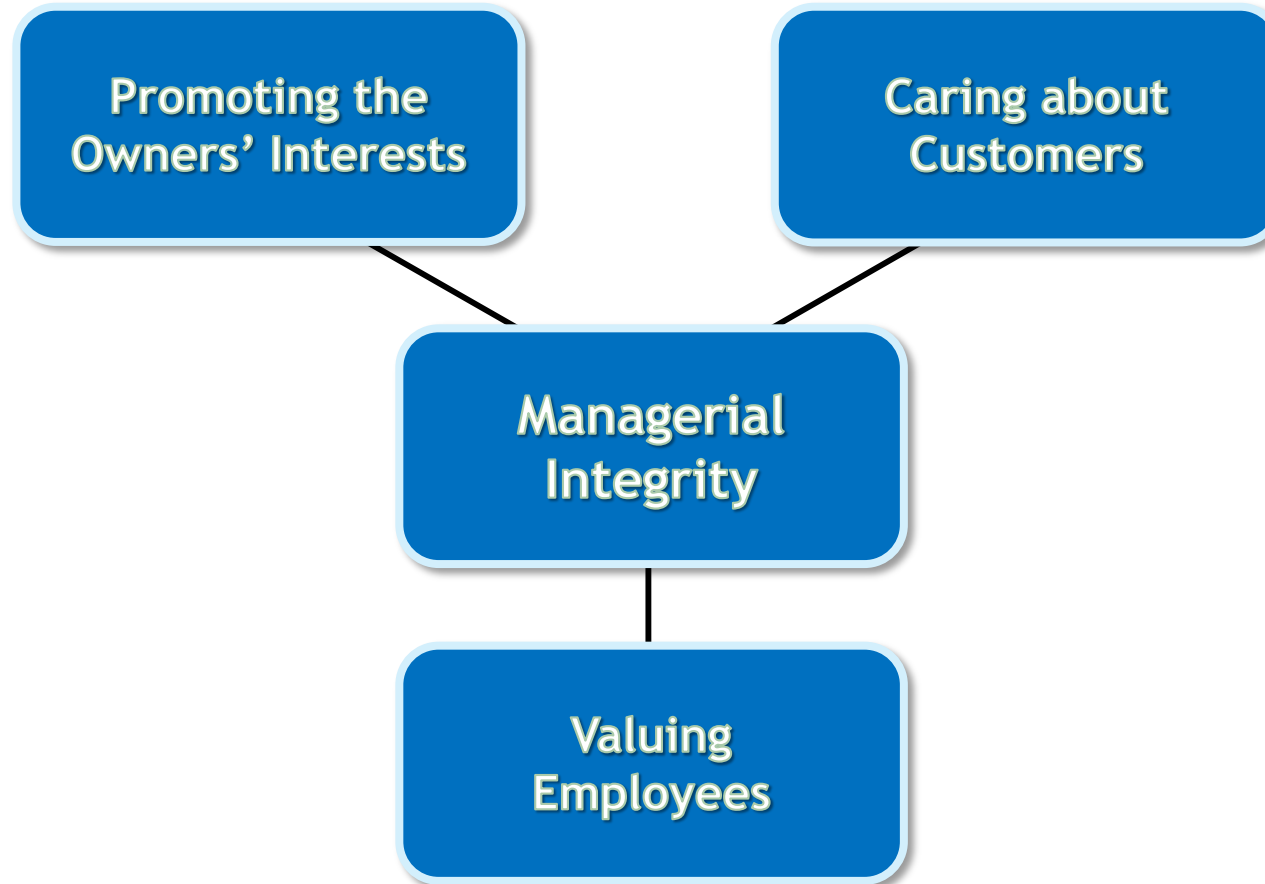 Promoting the
Owners’ Interests
Caring about
Customers
Managerial
Integrity
Valuing
Employees